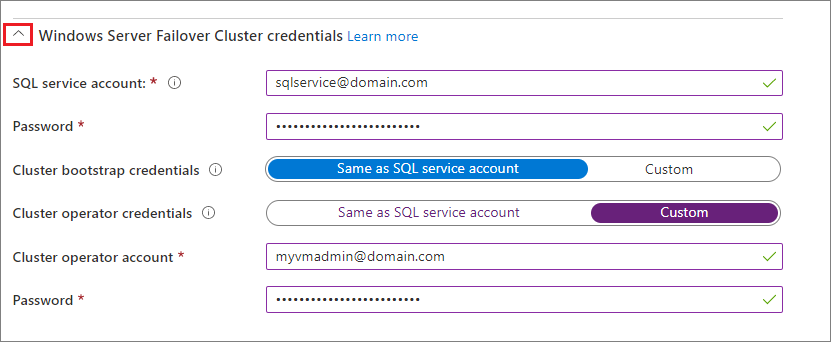 Windows Server Failover Cluster credentials Learn more
SQL service account: * sqlservice@domain.com
Password * •••••••••••••••••••••••••
Cluster bootstrap credentials Same as SQL service account Custom
Cluster operator credentials Same as SQL service account Custom
Cluster operator account * myvmadmin@domain.com
Password * •••••••••••••••••••••••••